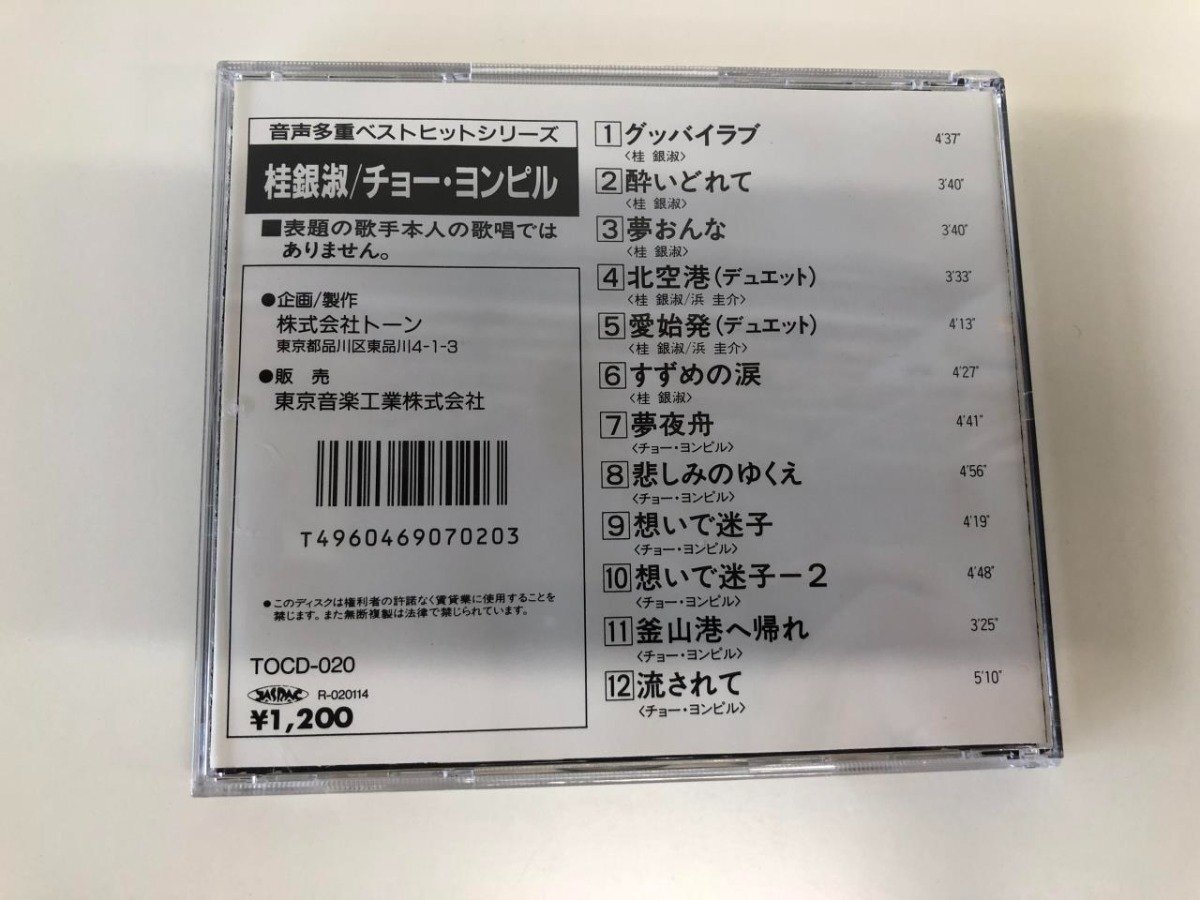 音声多重ベストヒットシリーズ
桂銀淑/チョー・ヨンピル
■表題の歌手本人の歌唱では
ありません。
●企画/製作
株式会社トーン
東京都品川区東品川4-1-3
●販 売
東京音楽工業株式会社
T4960469070203
●このディスクは権利者の許諾なく賃貸業に使用することを
禁じます。また無断複製は法律で禁じられています。
TOCD-020
JASRAC R-020114
¥1,200
1 グッバイラブ 4'37"
〈桂 銀淑〉
2 酔いどれて 3'40"
〈桂 銀淑〉
3 夢おんな 3'40"
〈桂 銀淑〉
4 北空港(デュエット) 3'33"
〈桂 銀淑/浜 圭介〉
5 愛始発(デュエット) 4'13"
〈桂 銀淑/浜 圭介〉
6 すずめの涙 4'27"
〈桂 銀淑〉
7 夢夜舟 4'41"
〈チョー・ヨンピル〉
8 悲しみのゆくえ 4'56"
〈チョー・ヨンピル〉
9 想いで迷子 4'19"
〈チョー・ヨンピル〉
10 想いで迷子－2 4'48"
〈チョー・ヨンピル〉
11 釜山港へ帰れ 3'25"
〈チョー・ヨンピル〉
12 流されて 5'10"
〈チョー・ヨンピル〉